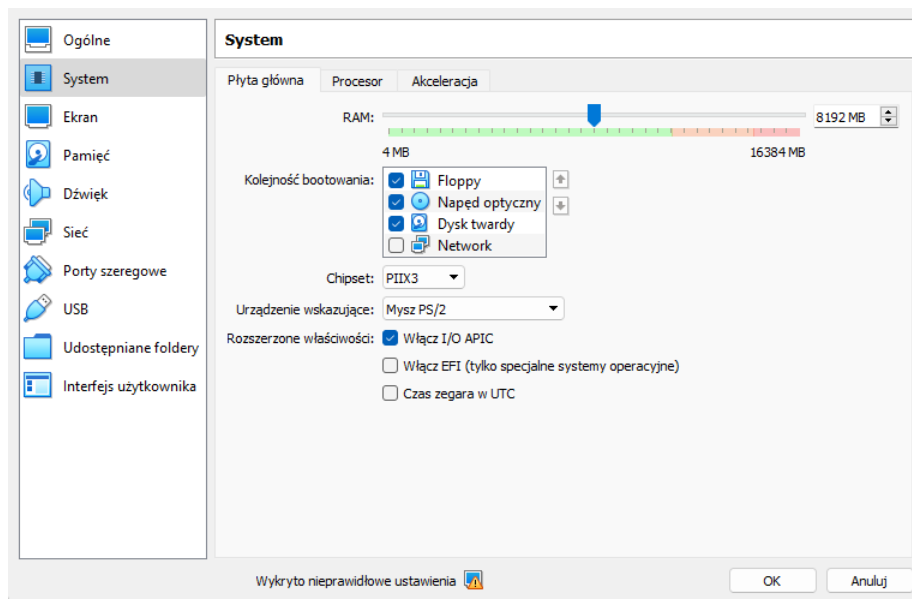 Ogólne
System
Ekran
Pamięć
Dźwięk
Sieć
Porty szeregowe
USB
Udostępniane foldery
Interfejs użytkownika
System
Płyta główna Procesor Akceleracja
RAM: 8192 MB
4 MB 16384 MB
Kolejność bootowania: Floppy
Napęd optyczny
Dysk twardy
Network
Chipset: PIIX3
Urządzenie wskazujące: Mysz PS/2
Rozszerzone właściwości: Włącz I/O APIC
Włącz EFI (tylko specjalne systemy operacyjne)
Czas zegara w UTC
Wykryto nieprawidłowe ustawienia OK Anuluj